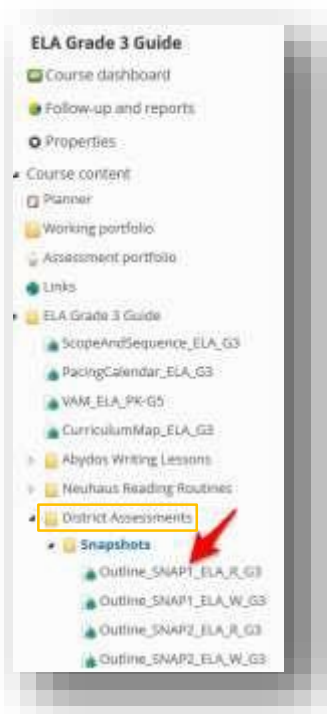 ELA Grade 3 Guide
Course dashboard
Follow-up and reports
Properties
Course content
Planner
Working portfolio
Assessment portfolio
Links
ELA Grade 3 Guide
ScopeAndSequence_ELA_G3
PacingCalendar_ELA_G3
VAM_ELA_PK-G5
CurriculumMap_ELA_G3
Abydos Writing Lessons
Neuhaus Reading Routines
District Assessments
Snapshots
Outline_SNAP1_ELA_R_G3
Outline_SNAP1_ELA_W_G3
Outline_SNAP2_ELA_R_G3
Outline_SNAP2_ELA_W_G3